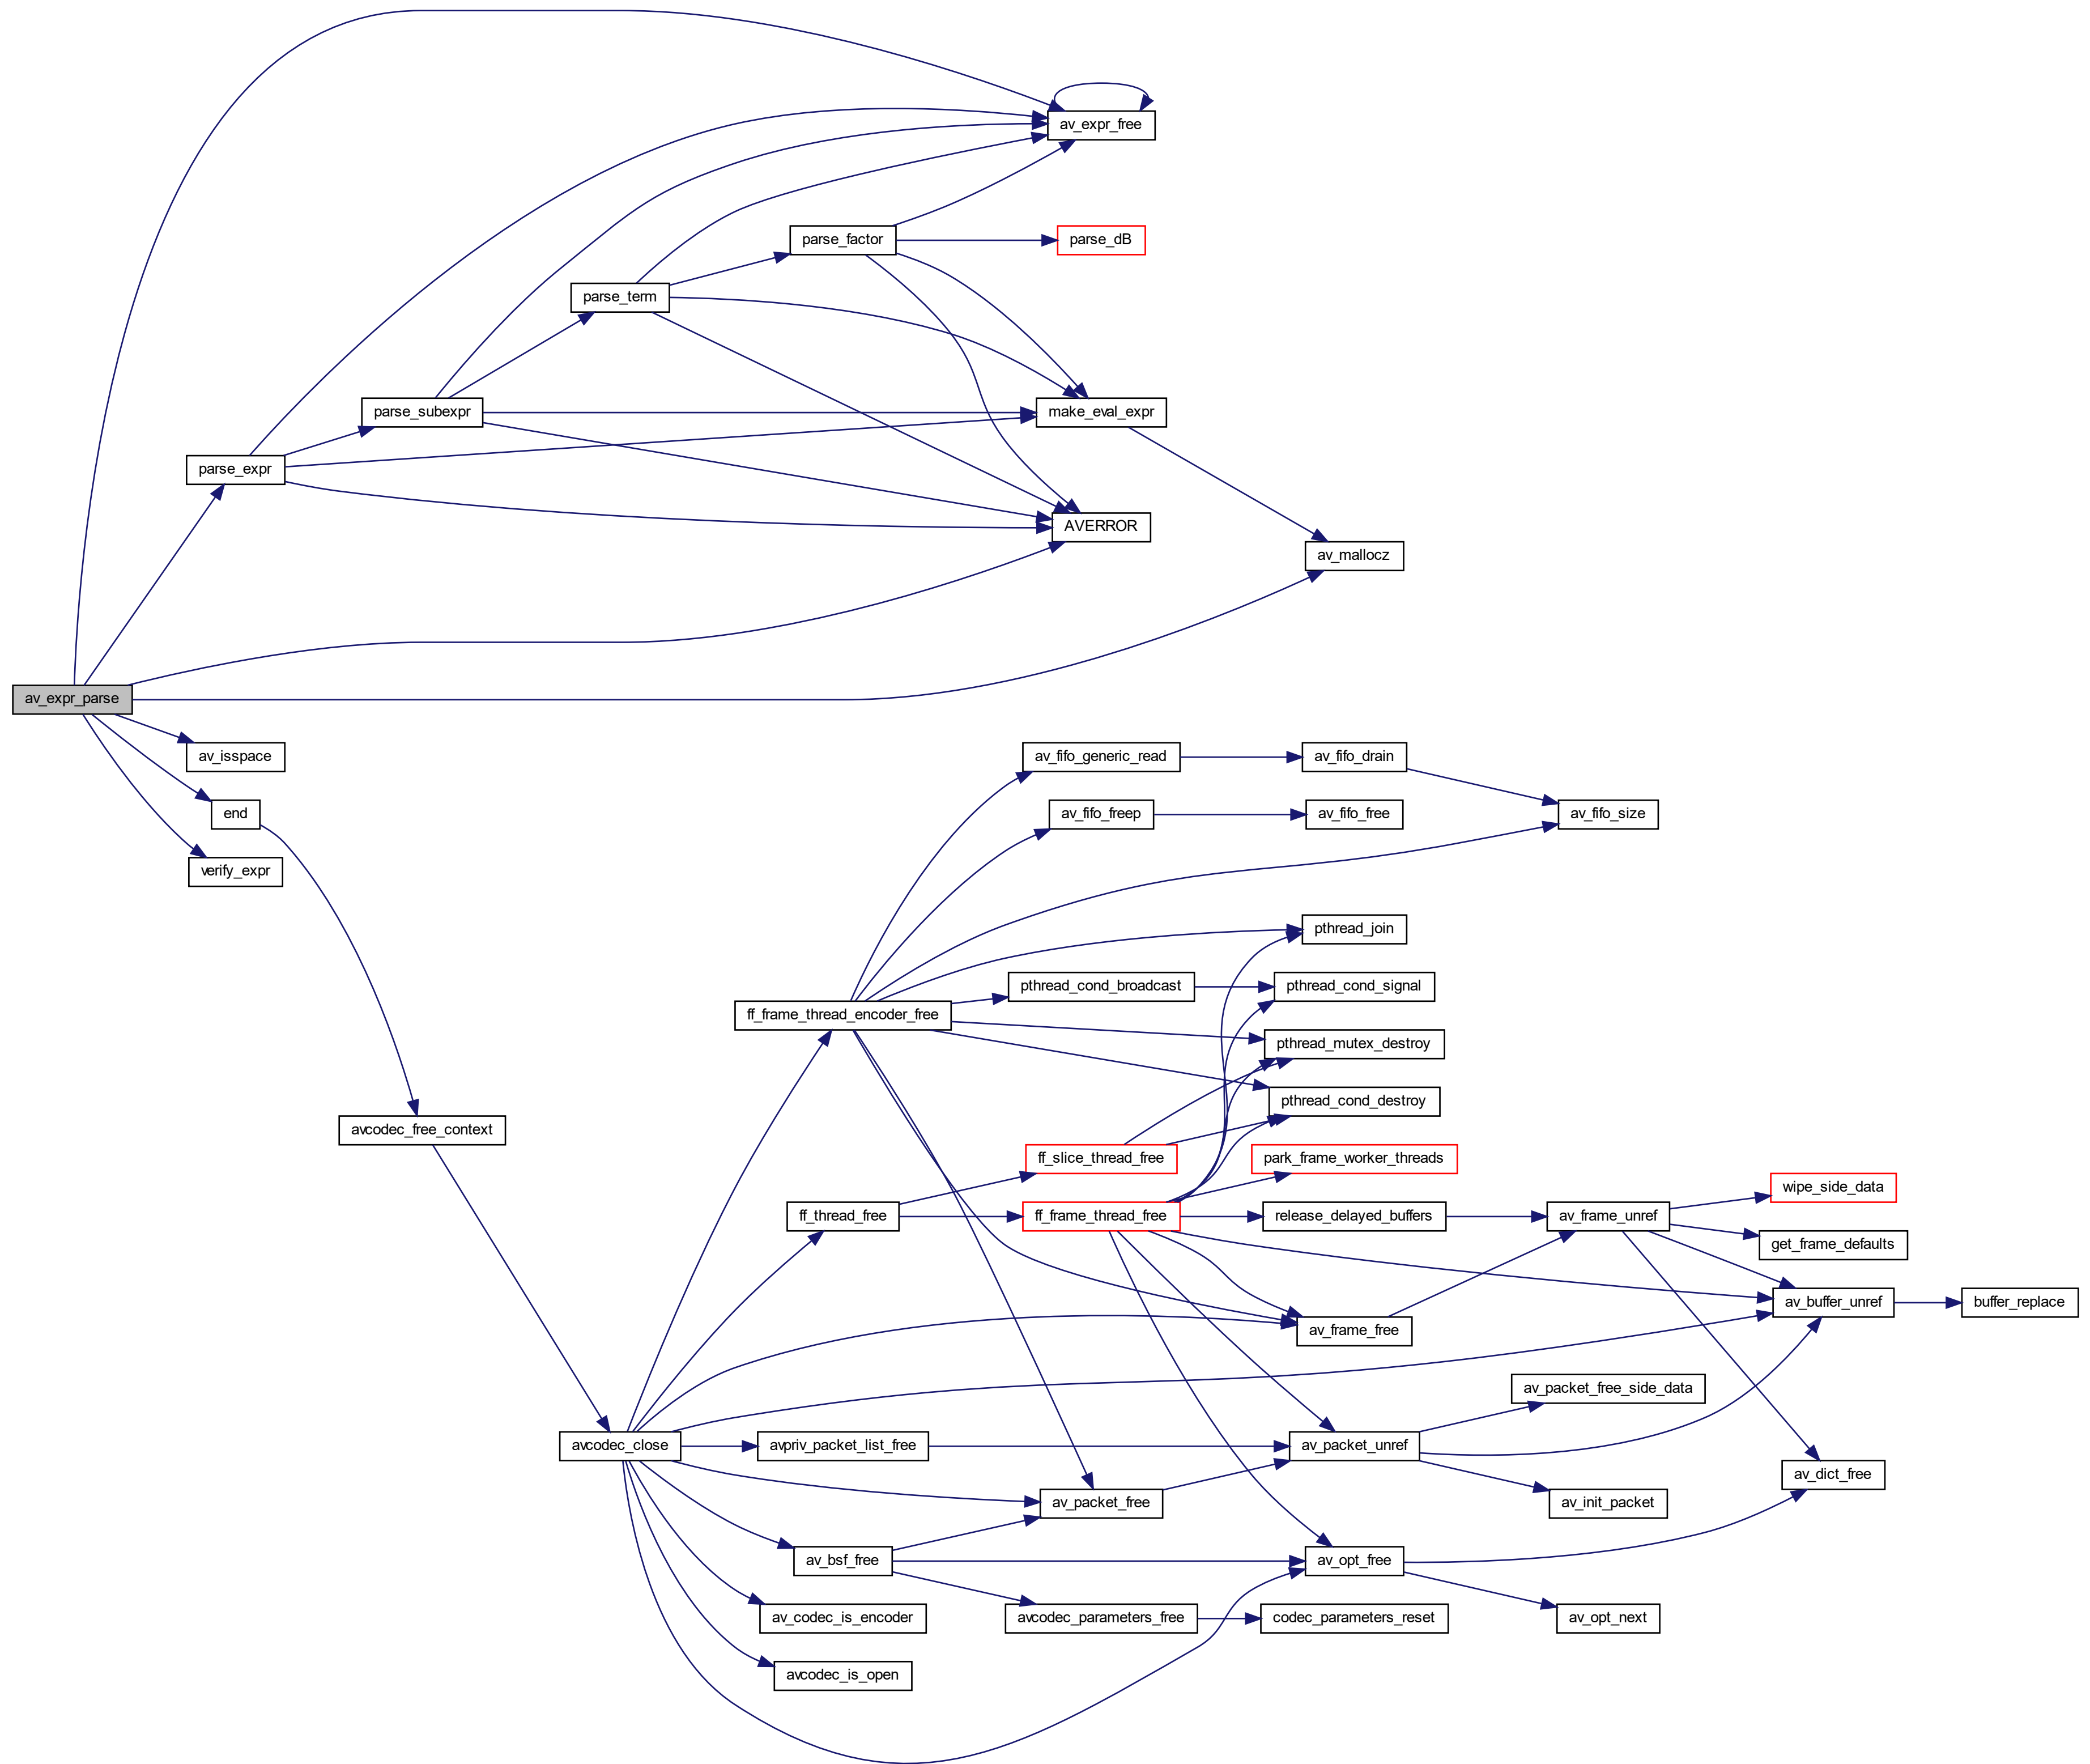 av_expr_free
parse_factor
parse_dB
parse_term
parse_subexpr
make_eval_expr
parse_expr
AVERROR
av_mallocz
av_expr_parse
av_isspace
av_fifo_generic_read
av_fifo_drain
end
av_fifo_freep
av_fifo_free
av_fifo_size
verify_expr
pthread_join
pthread_cond_broadcast
pthread_cond_signal
ff_frame_thread_encoder_free
pthread_mutex_destroy
pthread_cond_destroy
avcodec_free_context
ff_slice_thread_free
park_frame_worker_threads
wipe_side_data
ff_thread_free
ff_frame_thread_free
release_delayed_buffers
av_frame_unref
get_frame_defaults
av_buffer_unref
buffer_replace
av_frame_free
av_packet_free_side_data
avcodec_close
avpriv_packet_list_free
av_packet_unref
av_dict_free
av_packet_free
av_init_packet
av_bsf_free
av_opt_free
av_codec_is_encoder
avcodec_parameters_free
codec_parameters_reset
av_opt_next
avcodec_is_open